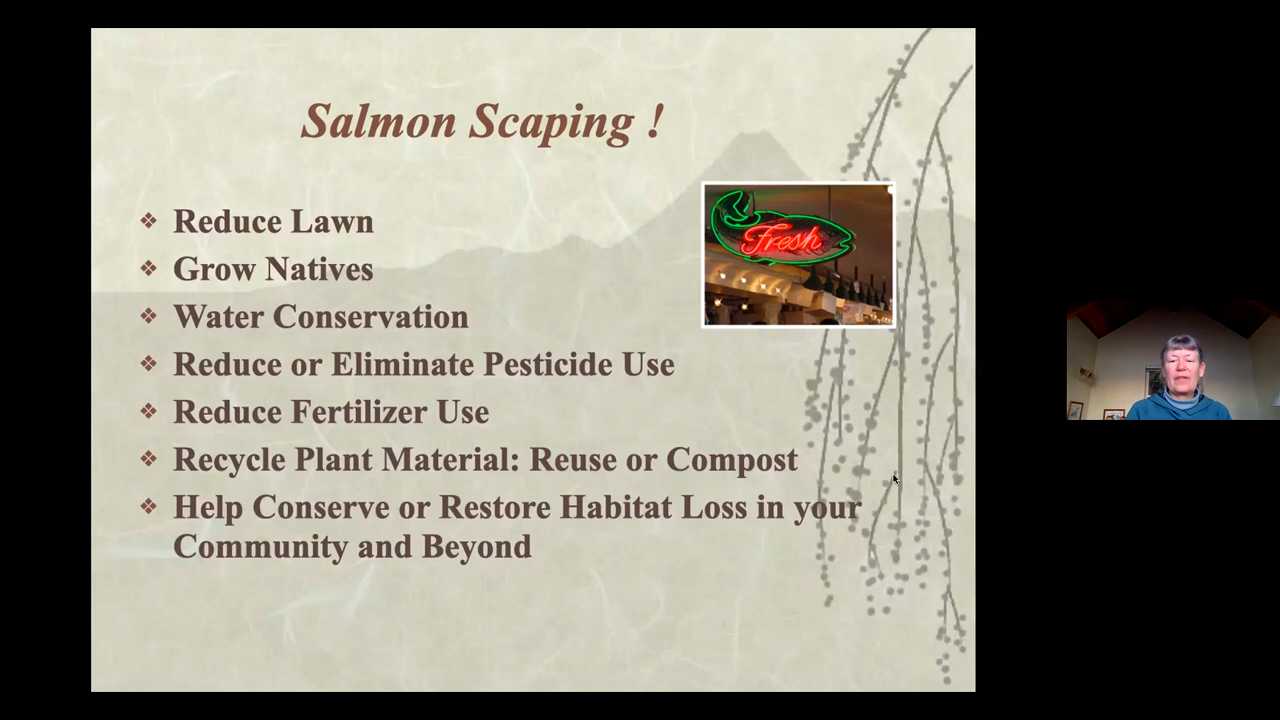 Salmon Scaping !
Fresh
❖ Reduce Lawn
❖ Grow Natives
❖ Water Conservation
❖ Reduce or Eliminate Pesticide Use
❖ Reduce Fertilizer Use
❖ Recycle Plant Material: Reuse or Compost
❖ Help Conserve or Restore Habitat Loss in your
Community and Beyond